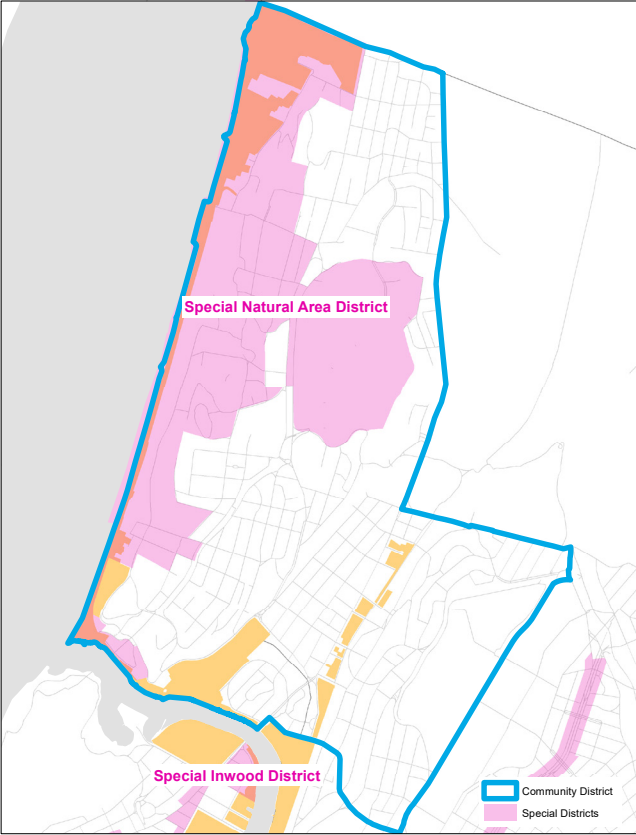 Special Natural Area District
Special Inwood District
Community District
Special Districts